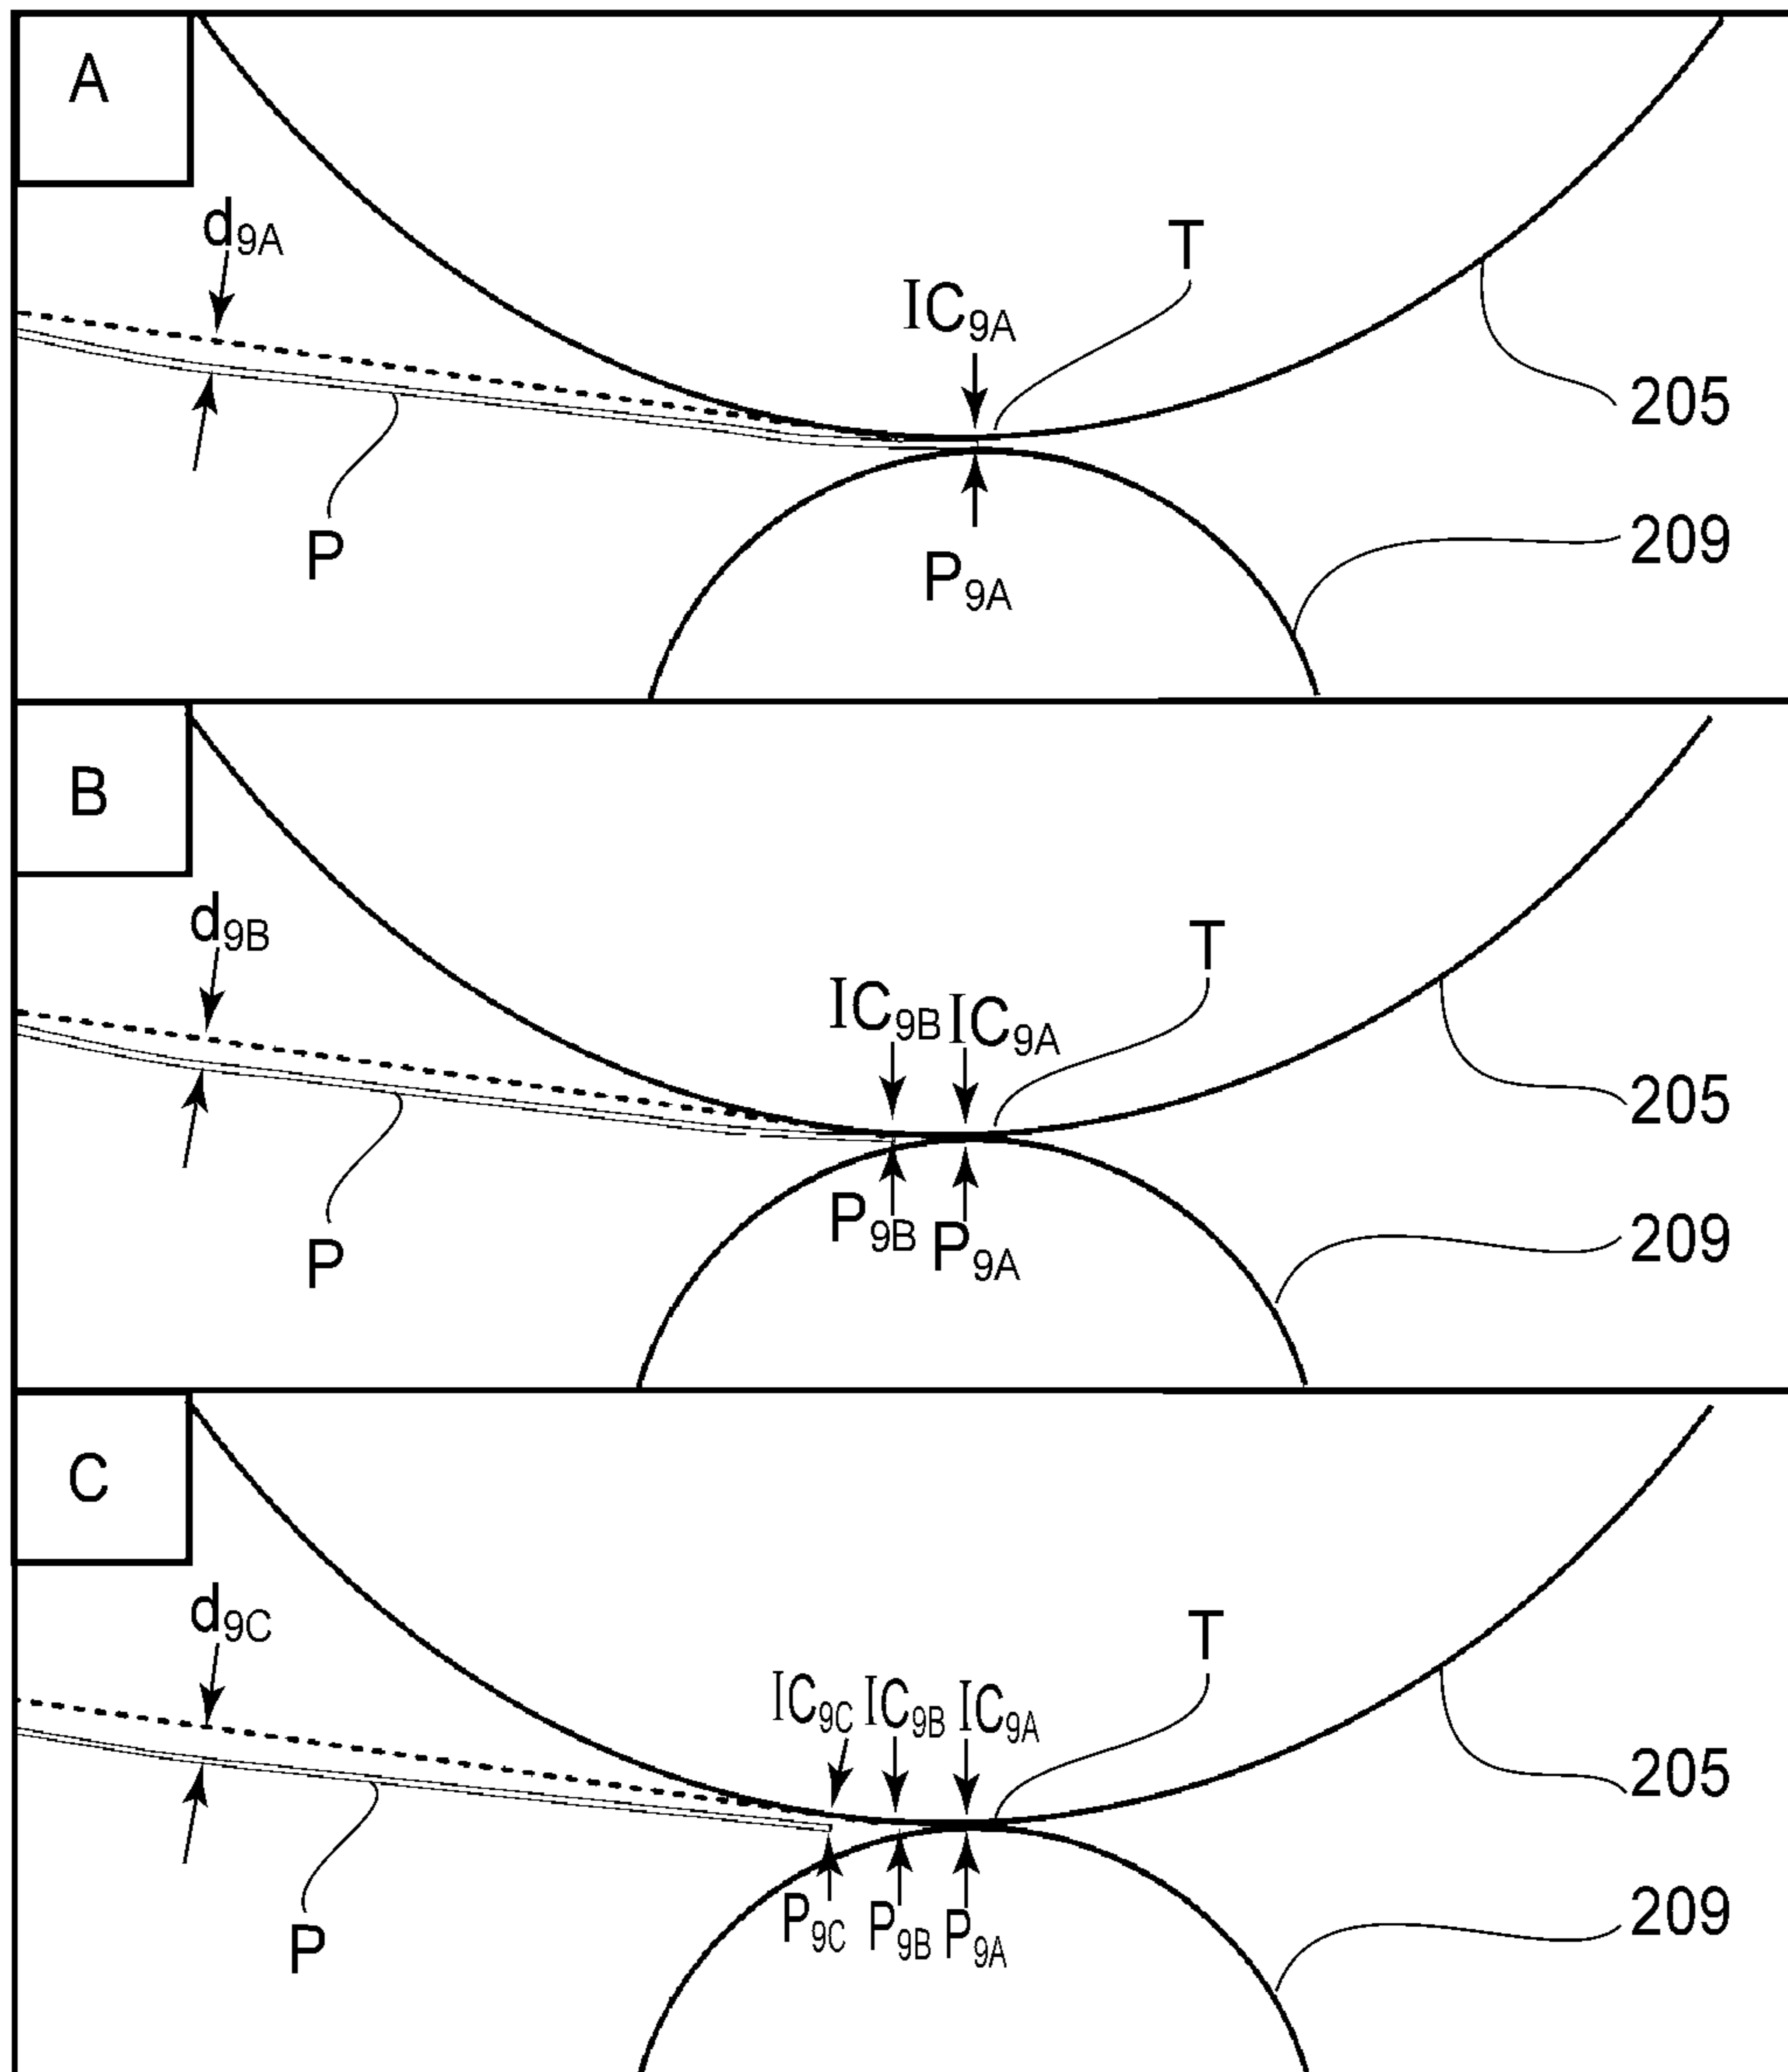 A
d9A
T
IC9A
205
P
209
P9A
B
d9B
T
IC9B IC9A
205
P9B P9A
209
P
C
d9C
T
IC9C IC9B IC9A
205
P9C P9B P9A
209
P